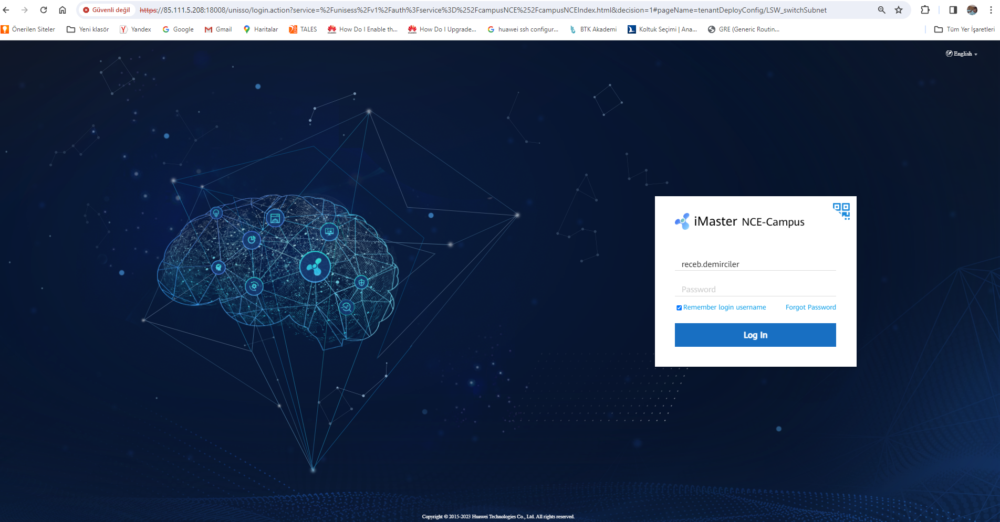 Güvenli değil https://85.111.5.208:18008/unisso/login.action?service=%2Funisess%2Fv1%2Fauth%3Fservice%3D%252FcampusNCE%252FcampusNCEIndex.html&decision=1#pageName=tenantDeployConfig/LSW_switchSubnet
Önerilen Siteler Yeni klasör Yandex Google Gmail Haritalar TALES How Do I Enable th... How Do I Upgrade... huawei ssh configur... BTK Akademi Koltuk Seçimi | Ana... GRE (Generic Routin... Tüm Yer İşaretleri
English
iMaster NCE-Campus
receb.demirciler
Password
Remember login username Forgot Password
Log In
Copyright © 2015-2023 Huawei Technologies Co., Ltd. All rights reserved.